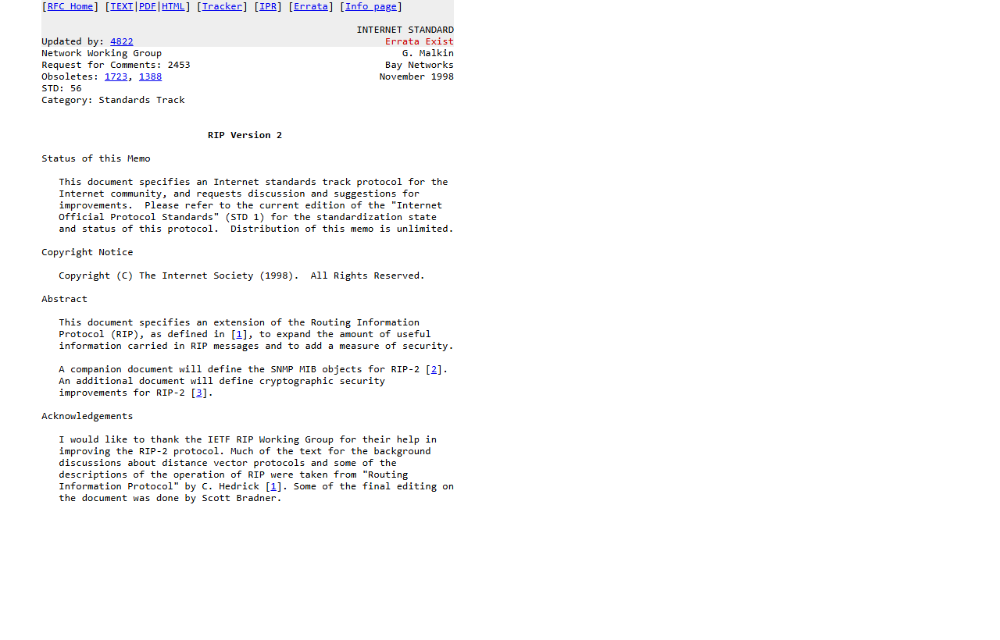 [RFC Home] [TEXT|PDF|HTML] [Tracker] [IPR] [Errata] [Info page]
INTERNET STANDARD
Updated by: 4822 Errata Exist
Network Working Group G. Malkin
Request for Comments: 2453 Bay Networks
Obsoletes: 1723, 1388 November 1998
STD: 56
Category: Standards Track
RIP Version 2
Status of this Memo
This document specifies an Internet standards track protocol for the
Internet community, and requests discussion and suggestions for
improvements.  Please refer to the current edition of the "Internet
Official Protocol Standards" (STD 1) for the standardization state
and status of this protocol.  Distribution of this memo is unlimited.
Copyright Notice
Copyright (C) The Internet Society (1998).  All Rights Reserved.
Abstract
This document specifies an extension of the Routing Information
Protocol (RIP), as defined in [1], to expand the amount of useful
information carried in RIP messages and to add a measure of security.
A companion document will define the SNMP MIB objects for RIP-2 [2].
An additional document will define cryptographic security
improvements for RIP-2 [3].
Acknowledgements
I would like to thank the IETF RIP Working Group for their help in
improving the RIP-2 protocol. Much of the text for the background
discussions about distance vector protocols and some of the
descriptions of the operation of RIP were taken from "Routing
Information Protocol" by C. Hedrick [1]. Some of the final editing on
the document was done by Scott Bradner.